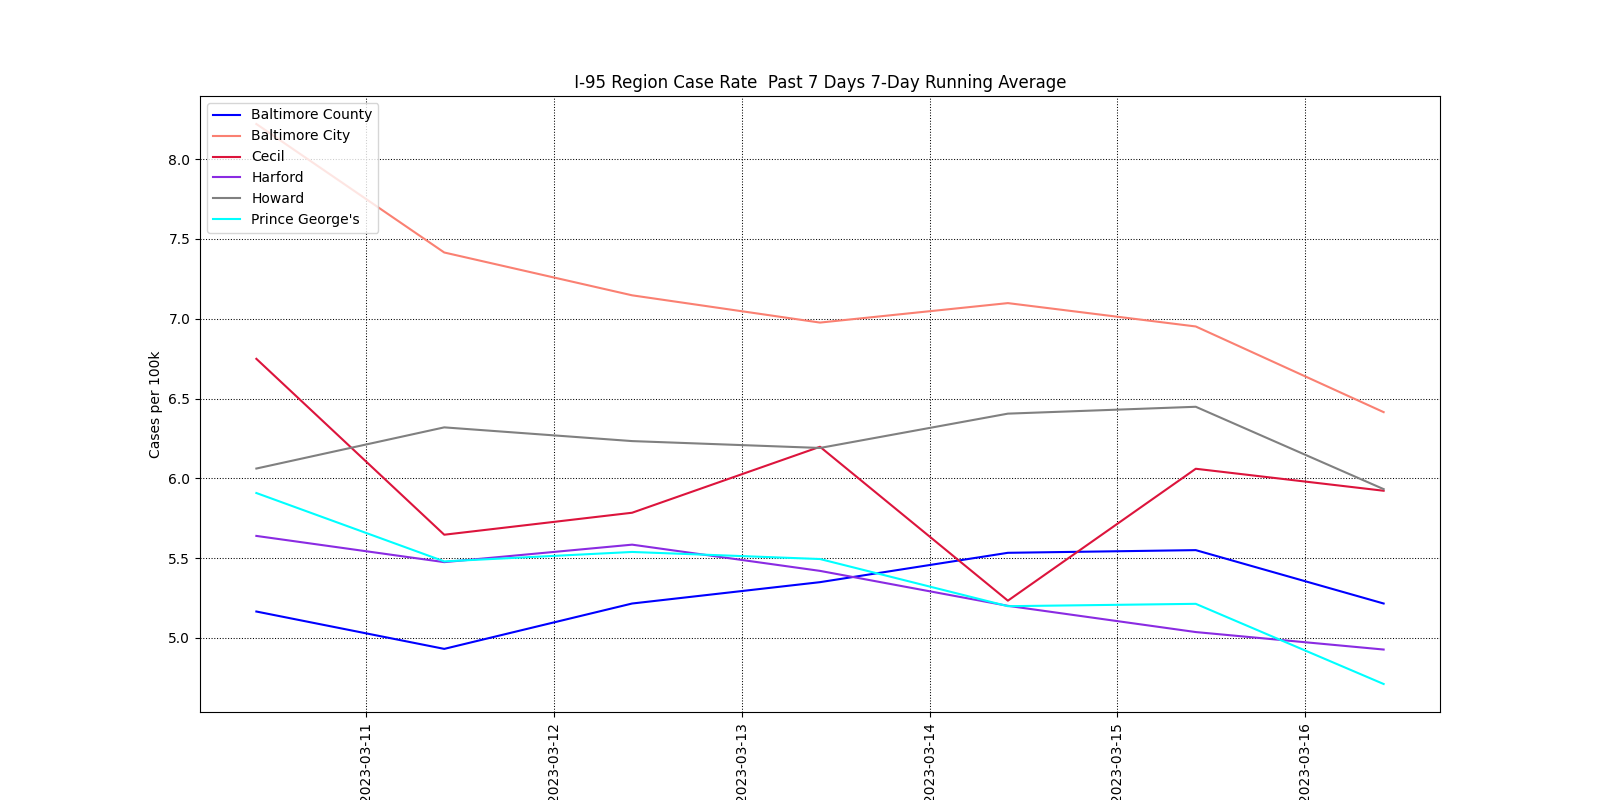 I-95 Region Case Rate  Past 7 Days 7-Day Running Average
Baltimore County
Baltimore City
Cecil
Harford
Howard
Prince George's
Cases per 100k
8.0
7.5
7.0
6.5
6.0
5.5
5.0
2023-03-11
2023-03-12
2023-03-13
2023-03-14
2023-03-15
2023-03-16